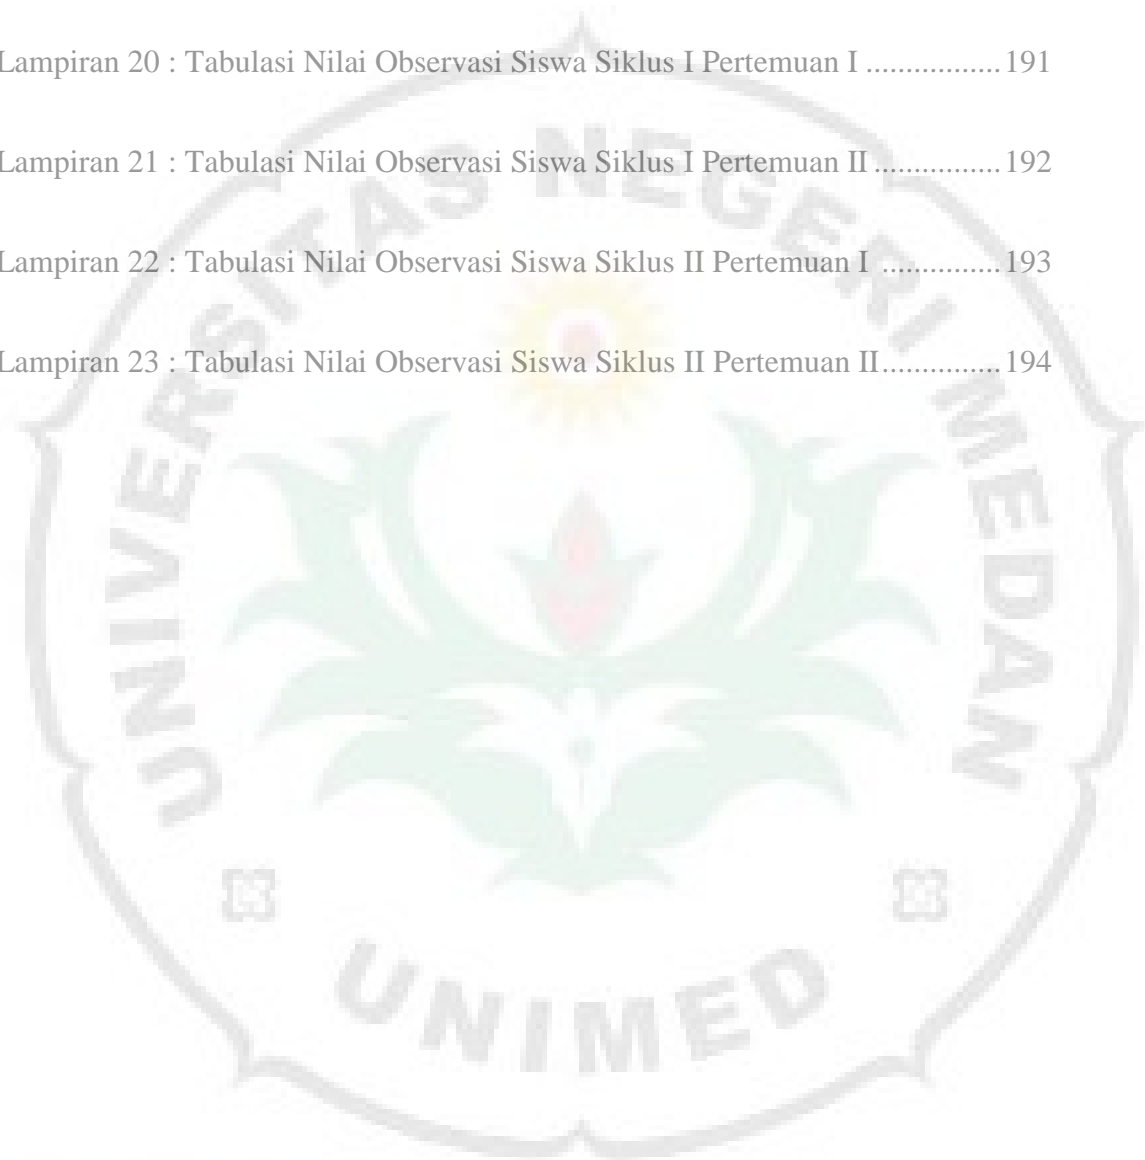 Lampiran 20 : Tabulasi Nilai Observasi Siswa Siklus I Pertemuan I ................. 191
Lampiran 21 : Tabulasi Nilai Observasi Siswa Siklus I Pertemuan II ............... 192
Lampiran 22 : Tabulasi Nilai Observasi Siswa Siklus II Pertemuan I ............... 193
Lampiran 23 : Tabulasi Nilai Observasi Siswa Siklus II Pertemuan II............... 194
UNIVERSITAS NEGERI MEDAN
UNIMED